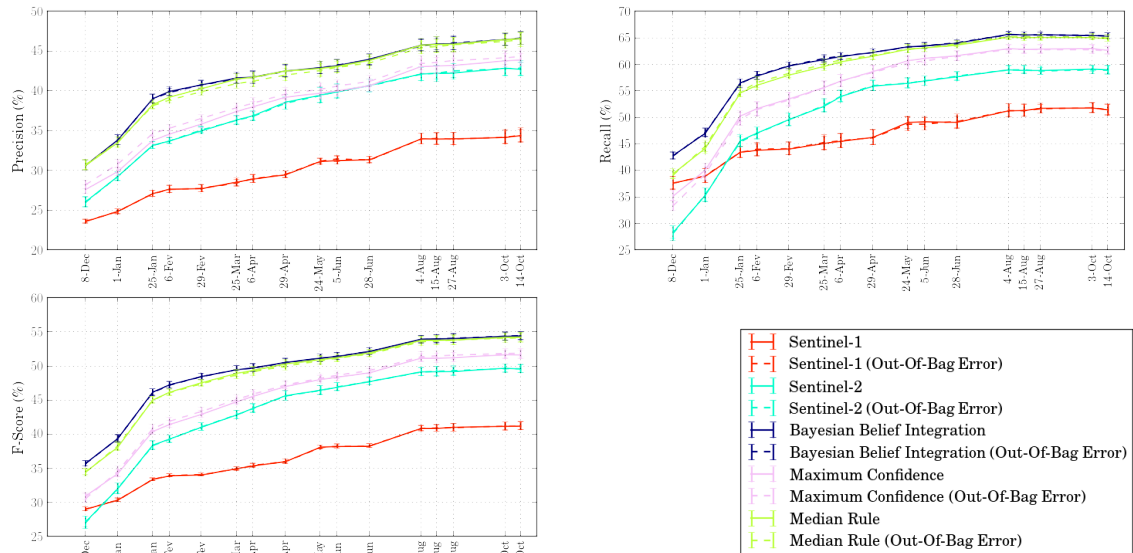 Precision (%)
50
45
40
35
30
25
20
8-Dec
1-Jan
25-Jan
6-Fev
29-Fev
25-Mar
6-Apr
29-Apr
24-May
5-Jun
28-Jun
4-Aug
15-Aug
27-Aug
3-Oct
14-Oct
Recall (%)
70
65
60
55
50
45
40
35
30
25
8-Dec
1-Jan
25-Jan
6-Fev
29-Fev
25-Mar
6-Apr
29-Apr
24-May
5-Jun
28-Jun
4-Aug
15-Aug
27-Aug
3-Oct
14-Oct
F-Score (%)
60
55
50
45
40
35
30
25
Sentinel-1
Sentinel-1 (Out-Of-Bag Error)
Sentinel-2
Sentinel-2 (Out-Of-Bag Error)
Bayesian Belief Integration
Bayesian Belief Integration (Out-Of-Bag Error)
Maximum Confidence
Maximum Confidence (Out-Of-Bag Error)
Median Rule
Median Rule (Out-Of-Bag Error)